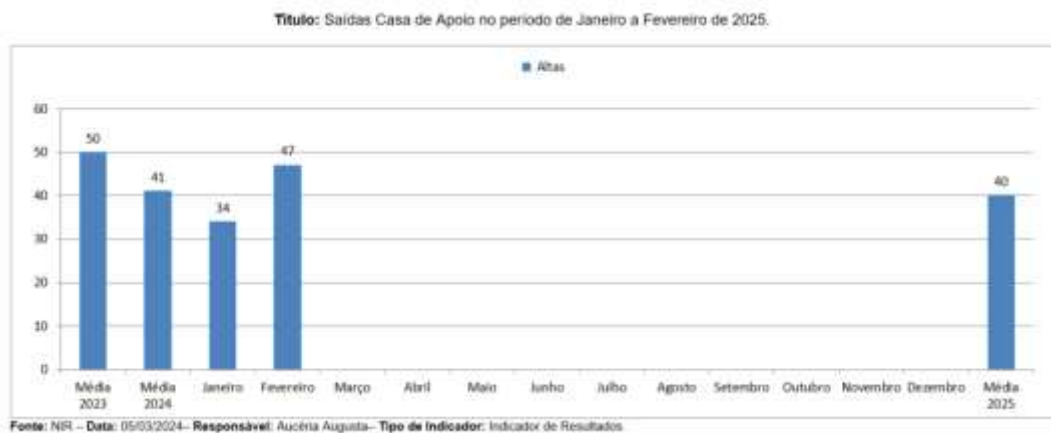 Título: Saídas Casa de Apoio no período de Janeiro a Fevereiro de 2025.
Altas
60
50
40
30
20
10
0
50
41
34
47
40
Média 2023
Média 2024
Janeiro
Fevereiro
Março
Abril
Maio
Junho
Julho
Agosto
Setembro
Outubro
Novembro
Dezembro
Média 2025
Fonte: NIR – Data: 05/03/2024– Responsável: Aucéria Augusta– Tipo de Indicador: Indicador de Resultados